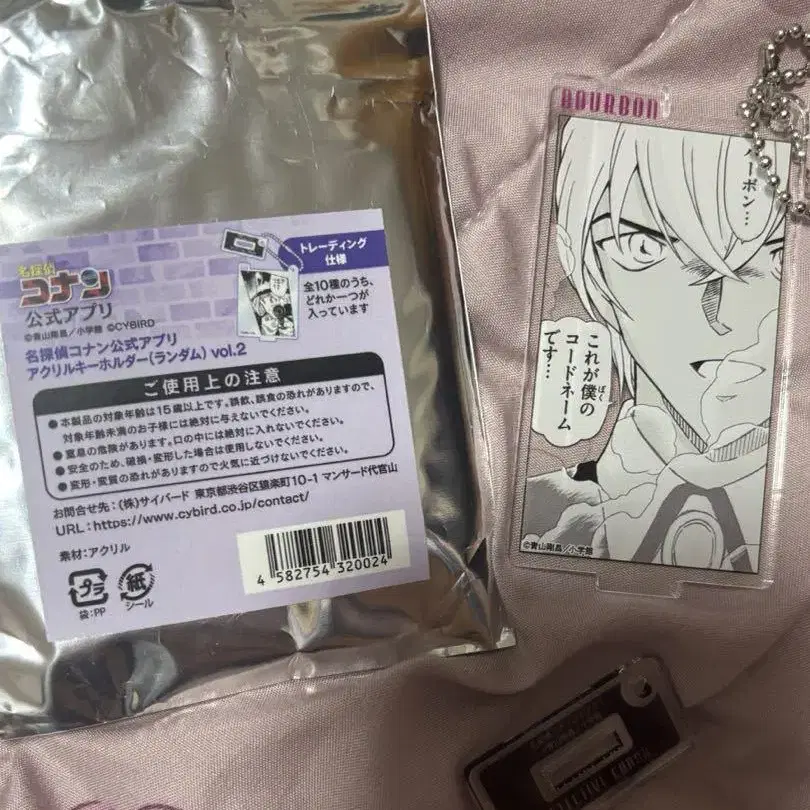 名探偵
コナン
公式アプリ
©青山剛昌／小学館 ©CYBIRD
トレーディング
仕様
全10種のうち、
どれか一つが
入っています
名探偵コナン公式アプリ
アクリルキーホルダー(ランダム) vol.2
ご使用上の注意
●本製品の対象年齢は15歳以上です。誤飲、誤食の恐れがありますので、
対象年齢未満のお子様には絶対に与えないでください。
●窒息の危険があります。口の中には絶対に入れないでください。
●安全のため、破損・変形した場合は使用しないでください。
●変形・変質の恐れがありますので火気に近づけないでください。
お問合せ先：(株)サイバード 東京都渋谷区猿楽町10-1 マンサード代官山
URL：https://www.cybird.co.jp/contact/
素材：アクリル
4 582754 320024
プラ
袋：PP
紙
シール
BOURBON
バーボン…
これが僕の
ぼく
コードネーム
です…
©青山剛昌／小学館
DETECTIVE CONAN